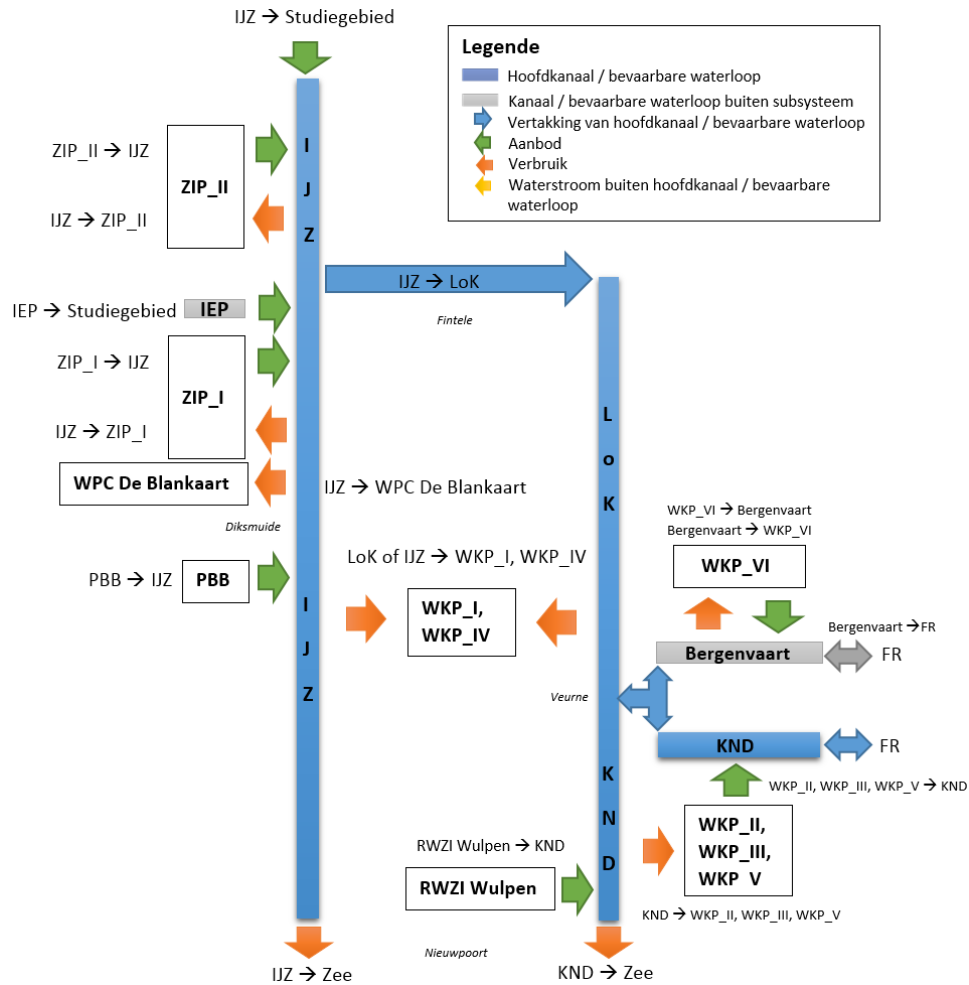 IJZ → Studiegebied
Legende
Hoofdkanaal / bevaarbare waterloop
Kanaal / bevaarbare waterloop buiten subsysteem
Vertakking van hoofdkanaal / bevaarbare waterloop
Aanbod
Verbruik
Waterstroom buiten hoofdkanaal / bevaarbare
waterloop
ZIP_II → IJZ
ZIP_II
IJZ → ZIP_II
I
J
Z
IJZ → LoK
Fintele
IEP → Studiegebied
IEP
ZIP_I → IJZ
ZIP_I
IJZ → ZIP_I
WPC De Blankaart
IJZ → WPC De Blankaart
Diksmuide
L
o
K
PBB → IJZ
PBB
LoK of IJZ → WKP_I, WKP_IV
WKP_I,
WKP_IV
I
J
Z
WKP_VI → Bergenvaart
Bergenvaart → WKP_VI
WKP_VI
Bergenvaart →FR
Bergenvaart
FR
Veurne
KND
FR
WKP_II, WKP_III, WKP_V → KND
K
N
D
WKP_II,
WKP_III,
WKP_V
RWZI Wulpen → KND
RWZI Wulpen
KND → WKP_II, WKP_III, WKP_V
Nieuwpoort
IJZ → Zee
KND → Zee